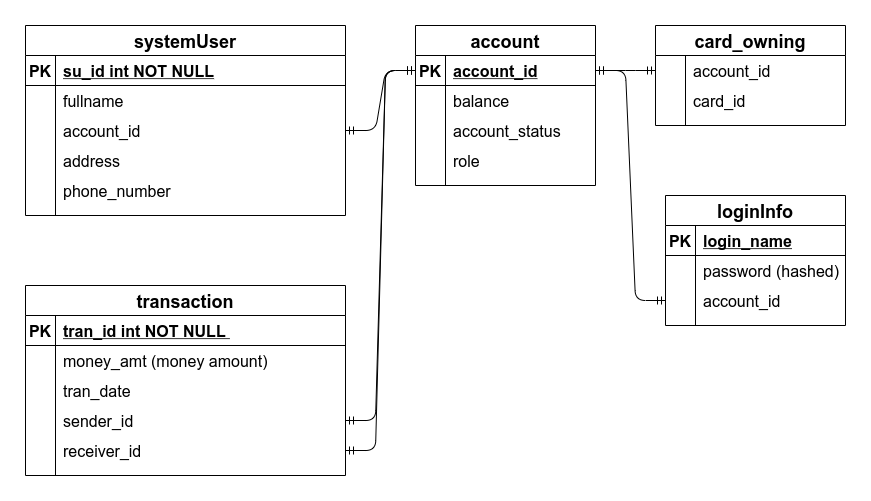 systemUser
PK su_id int NOT NULL
fullname
account_id
address
phone_number
account
PK account_id
balance
account_status
role
card_owning
account_id
card_id
loginInfo
PK login_name
password (hashed)
account_id
transaction
PK tran_id int NOT NULL
money_amt (money amount)
tran_date
sender_id
receiver_id